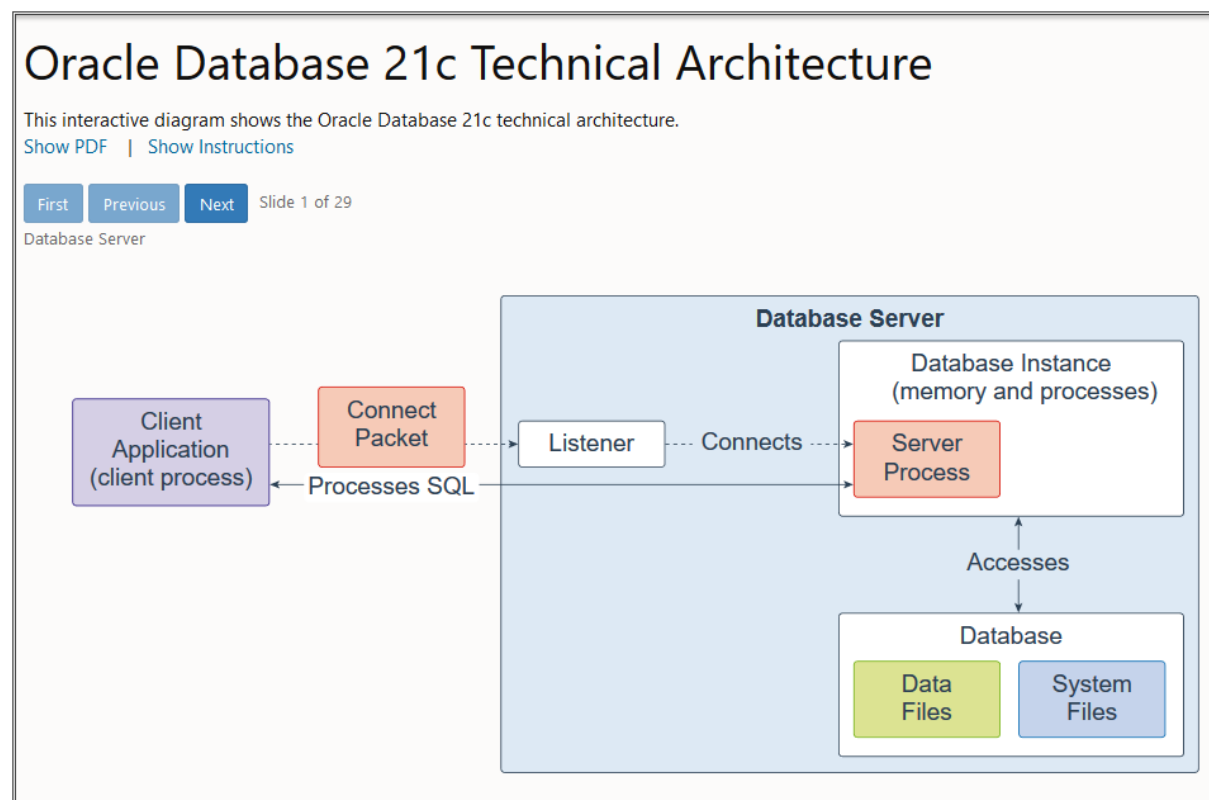 Oracle Database 21c Technical Architecture
This interactive diagram shows the Oracle Database 21c technical architecture.
Show PDF | Show Instructions
First Previous Next Slide 1 of 29
Database Server
Database Server
Database Instance
(memory and processes)
Client
Application
(client process)
Connect
Packet
Listener
Connects
Server
Process
Processes SQL
Accesses
Database
Data
Files
System
Files